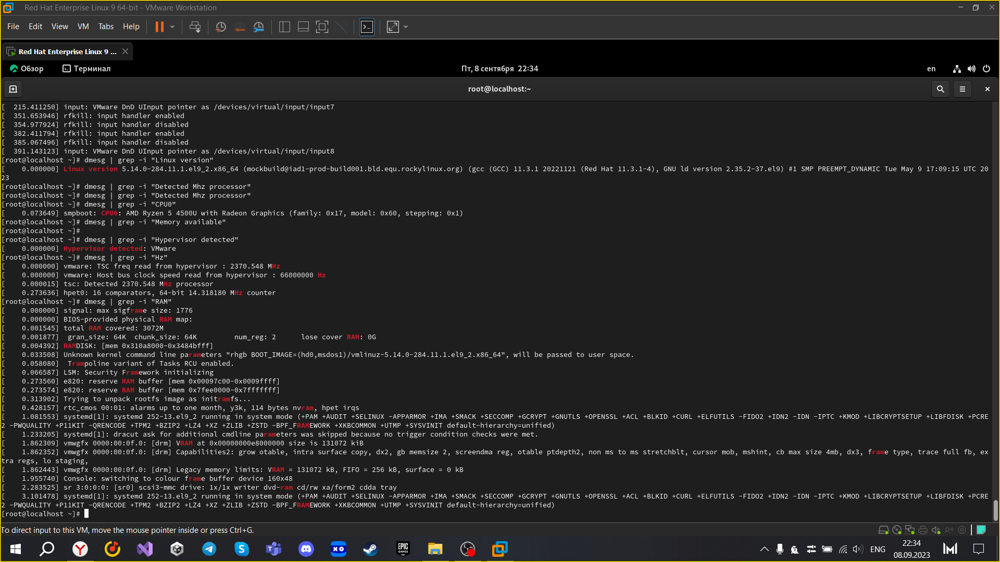 Red Hat Enterprise Linux 9 64-bit - VMware Workstation
File Edit View VM Tabs Help
Red Hat Enterprise Linux 9 ...
Обзор Терминал Пт, 8 сентября 22:34 en
root@localhost:~
[  215.411250] input: VMware DnD UInput pointer as /devices/virtual/input/input7
[  351.653946] rfkill: input handler enabled
[  354.977924] rfkill: input handler disabled
[  382.411794] rfkill: input handler enabled
[  385.067496] rfkill: input handler disabled
[  391.143123] input: VMware DnD UInput pointer as /devices/virtual/input/input8
[root@localhost ~]# dmesg | grep -i "Linux version"
[    0.000000] Linux version 5.14.0-284.11.1.el9_2.x86_64 (mockbuild@iad1-prod-build001.bld.equ.rockylinux.org) (gcc (GCC) 11.3.1 20221121 (Red Hat 11.3.1-4), GNU ld version 2.35.2-37.el9) #1 SMP PREEMPT_DYNAMIC Tue May 9 17:09:15 UTC 20
23
[root@localhost ~]# dmesg | grep -i "Detected Mhz processor"
[root@localhost ~]# dmesg | grep -i "Detected Mhz processor"
[root@localhost ~]# dmesg | grep -i "CPU0"
[    0.073649] smpboot: CPU0: AMD Ryzen 5 4500U with Radeon Graphics (family: 0x17, model: 0x60, stepping: 0x1)
[root@localhost ~]# dmesg | grep -i "Memory available"
[root@localhost ~]#
[root@localhost ~]# dmesg | grep -i "Hypervisor detected"
[    0.000000] Hypervisor detected: VMware
[root@localhost ~]# dmesg | grep -i "Hz"
[    0.000000] vmware: TSC freq read from hypervisor : 2370.548 MHz
[    0.000000] vmware: Host bus clock speed read from hypervisor : 66000000 Hz
[    0.000015] tsc: Detected 2370.548 MHz processor
[    0.273636] hpet0: 16 comparators, 64-bit 14.318180 MHz counter
[root@localhost ~]# dmesg | grep -i "RAM"
[    0.000000] signal: max sigframe size: 1776
[    0.000000] BIOS-provided physical RAM map:
[    0.001545] total RAM covered: 3072M
[    0.001877]  gran_size: 64K  chunk_size: 64K         num_reg: 2      lose cover RAM: 0G
[    0.004392] RAMDISK: [mem 0x310a8000-0x3484bfff]
[    0.033508] Unknown kernel command line parameters "rhgb BOOT_IMAGE=(hd0,msdos1)/vmlinuz-5.14.0-284.11.1.el9_2.x86_64", will be passed to user space.
[    0.058080]  Trampoline variant of Tasks RCU enabled.
[    0.066587] LSM: Security Framework initializing
[    0.273560] e820: reserve RAM buffer [mem 0x00097c00-0x0009ffff]
[    0.273574] e820: reserve RAM buffer [mem 0x7fee0000-0x7fffffff]
[    0.313902] Trying to unpack rootfs image as initramfs...
[    0.428157] rtc_cmos 00:01: alarms up to one month, y3k, 114 bytes nvram, hpet irqs
[    1.081553] systemd[1]: systemd 252-13.el9_2 running in system mode (+PAM +AUDIT +SELINUX -APPARMOR +IMA +SMACK +SECCOMP +GCRYPT +GNUTLS +OPENSSL +ACL +BLKID +CURL +ELFUTILS -FIDO2 +IDN2 -IDN -IPTC +KMOD +LIBCRYPTSETUP +LIBFDISK +PCRE
2 -PWQUALITY +P11KIT -QRENCODE +TPM2 +BZIP2 +LZ4 +XZ +ZLIB +ZSTD -BPF_FRAMEWORK +XKBCOMMON +UTMP +SYSVINIT default-hierarchy=unified)
[    1.233205] systemd[1]: dracut ask for additional cmdline parameters was skipped because no trigger condition checks were met.
[    1.862309] vmwgfx 0000:00:0f.0: [drm] VRAM at 0x00000000e8000000 size is 131072 kiB
[    1.862352] vmwgfx 0000:00:0f.0: [drm] Capabilities2: grow otable, intra surface copy, dx2, gb memsize 2, screendma reg, otable ptdepth2, non ms to ms stretchblt, cursor mob, mshint, cb max size 4mb, dx3, frame type, trace full fb, ex
tra regs, lo staging,
[    1.862443] vmwgfx 0000:00:0f.0: [drm] Legacy memory limits: VRAM = 131072 kB, FIFO = 256 kB, surface = 0 kB
[    1.955740] Console: switching to colour frame buffer device 160x48
[    2.283525] sr 3:0:0:0: [sr0] scsi3-mmc drive: 1x/1x writer dvd-ram cd/rw xa/form2 cdda tray
[    3.101478] systemd[1]: systemd 252-13.el9_2 running in system mode (+PAM +AUDIT +SELINUX -APPARMOR +IMA +SMACK +SECCOMP +GCRYPT +GNUTLS +OPENSSL +ACL +BLKID +CURL +ELFUTILS -FIDO2 +IDN2 -IDN -IPTC +KMOD +LIBCRYPTSETUP +LIBFDISK +PCRE
2 -PWQUALITY +P11KIT -QRENCODE +TPM2 +BZIP2 +LZ4 +XZ +ZLIB +ZSTD -BPF_FRAMEWORK +XKBCOMMON +UTMP +SYSVINIT default-hierarchy=unified)
[root@localhost ~]#
To direct input to this VM, move the mouse pointer inside or press Ctrl+G.
EPIC GAMES
ENG
22:34
08.09.2023